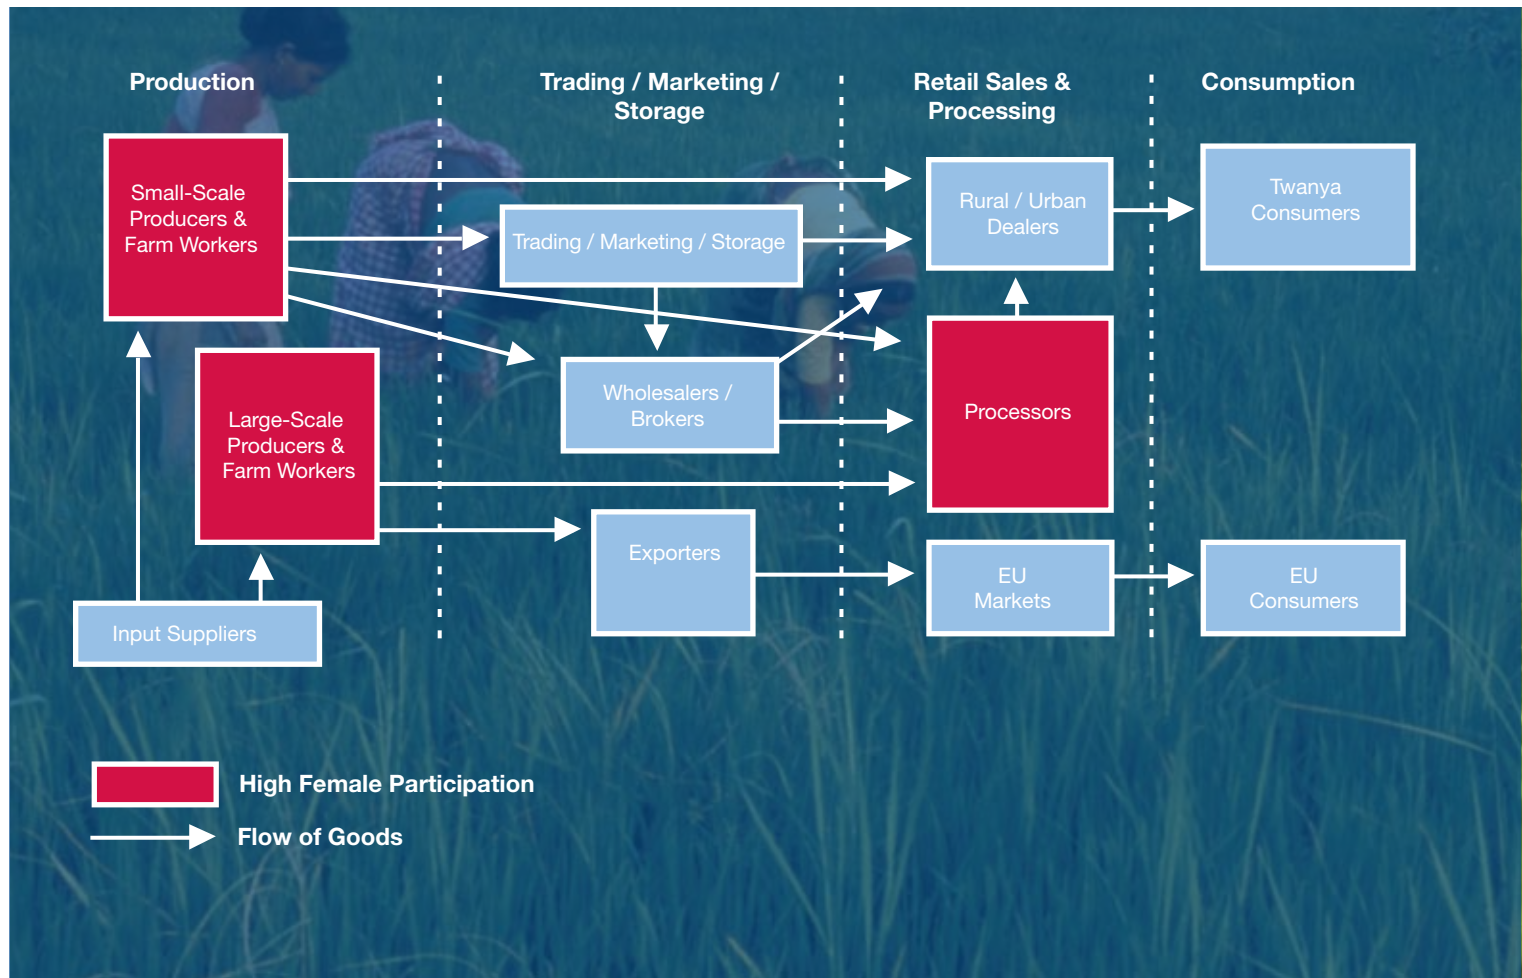 Production
Trading / Marketing /
Storage
Retail Sales &
Processing
Consumption
Small-Scale
Producers &
Farm Workers
Trading / Marketing / Storage
Rural / Urban
Dealers
Twanya
Consumers
Large-Scale
Producers &
Farm Workers
Wholesalers /
Brokers
Processors
Exporters
EU
Markets
EU
Consumers
Input Suppliers
High Female Participation
Flow of Goods